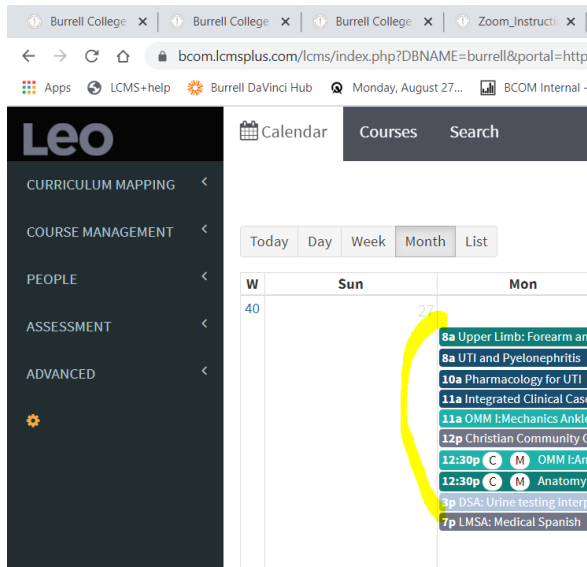 Burrell College Burrell College Burrell College Zoom_Instructi
bcom.lcmsplus.com/lcms/index.php?DBNAME=burrell&portal=http
Apps LCMS+help Burrell DaVinci Hub Monday, August 27... BCOM Internal -
Leo
Calendar Courses Search
CURRICULUM MAPPING
COURSE MANAGEMENT
PEOPLE
ASSESSMENT
ADVANCED
Today Day Week Month List
W Sun Mon
40 27
8a Upper Limb: Forearm an
8a UTI and Pyelonephritis
10a Pharmacology for UTI
11a Integrated Clinical Case
11a OMM I:Mechanics Ankle
12p Christian Community
12:30p C M OMM I:An
12:30p C M Anatomy
3p DSA: Urine testing interp
7p LMSA: Medical Spanish